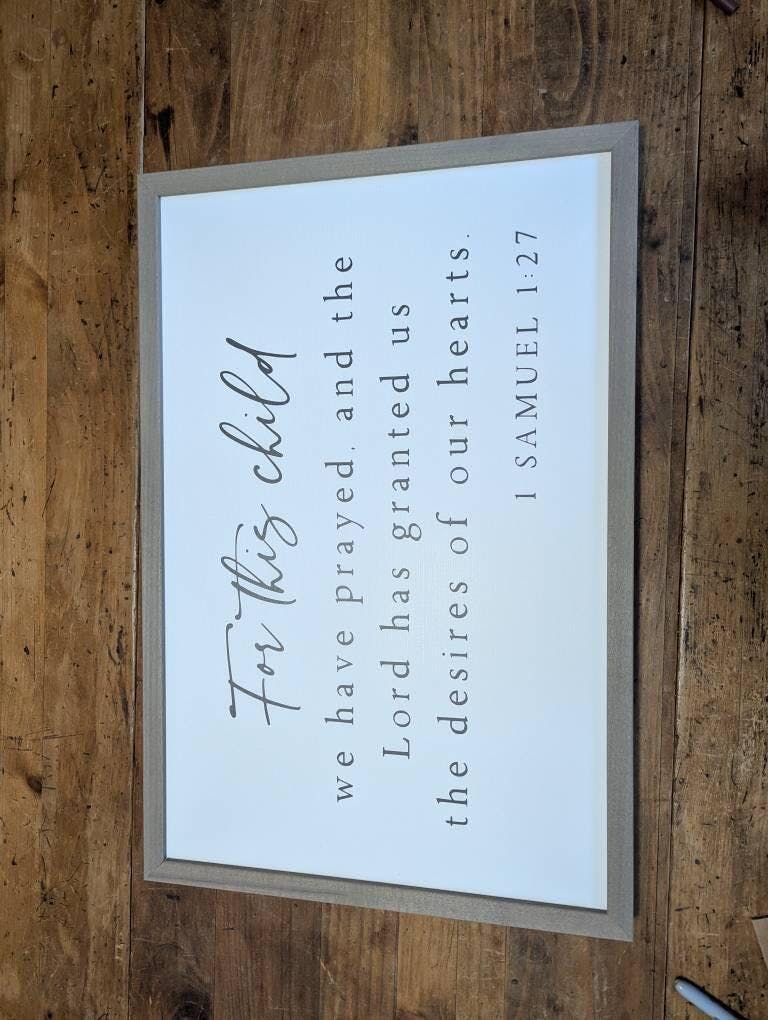 For this child
we have prayed, and the
Lord has granted us
the desires of our hearts.
1 SAMUEL 1:27